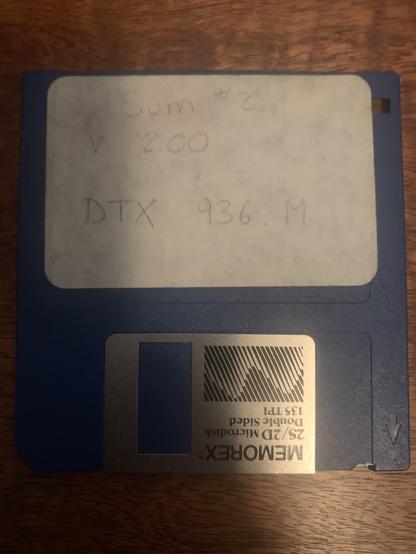 Sum #2
V 2.00
DTX 936.M
MEMOREX®
2S/2D Microdisk
Double Sided
135 TPI